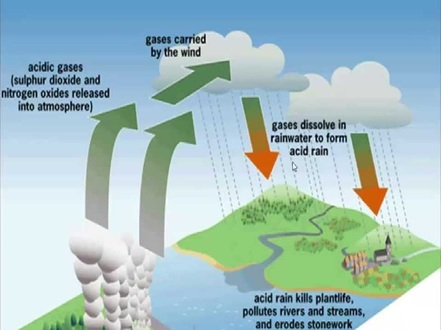 gases carried
by the wind
acidic gases
(sulphur dioxide and
nitrogen oxides released
into atmosphere)
gases dissolve in
rainwater to form
acid rain
acid rain kills plantlife,
pollutes rivers and streams,
and erodes stonework